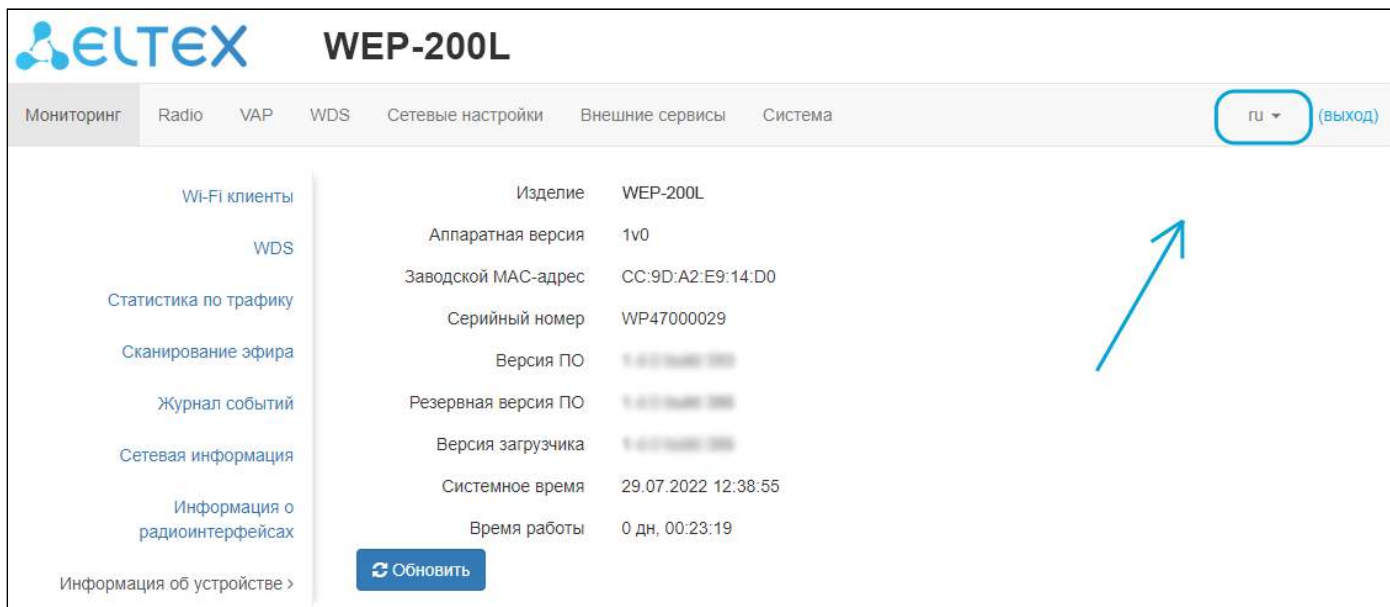 ELTEX WEP-200L
Мониторинг Radio VAP WDS Сетевые настройки Внешние сервисы Система ru (выход)
Wi-Fi клиенты
WDS
Статистика по трафику
Сканирование эфира
Журнал событий
Сетевая информация
Информация о
радиоинтерфейсах
Информация об устройстве >
Изделие WEP-200L
Аппаратная версия 1v0
Заводской MAC-адрес CC:9D:A2:E9:14:D0
Серийный номер WP47000029
Версия ПО
Резервная версия ПО
Версия загрузчика
Системное время 29.07.2022 12:38:55
Время работы 0 дн, 00:23:19
Обновить